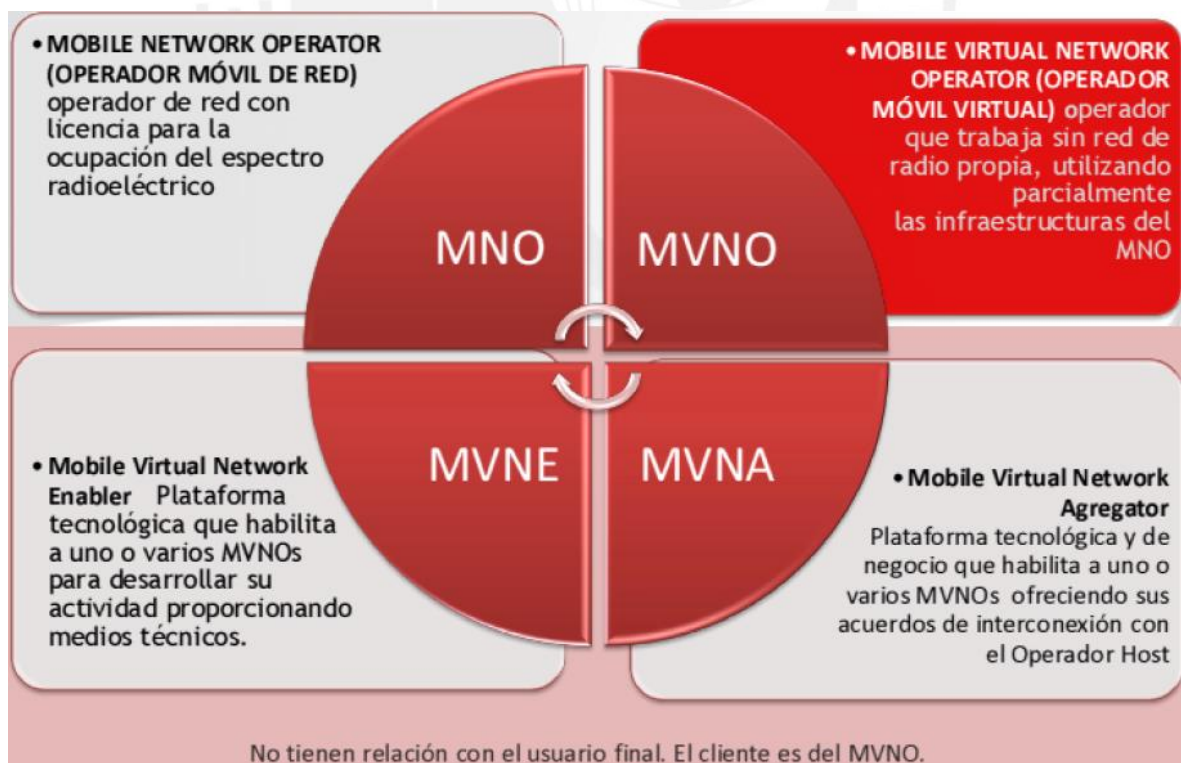 • MOBILE NETWORK OPERATOR
(OPERADOR MÓVIL DE RED)
operador de red con
licencia para la
ocupación del espectro
radioeléctrico
MNO
• MOBILE VIRTUAL NETWORK
OPERATOR (OPERADOR
MÓVIL VIRTUAL) operador
que trabaja sin red de
radio propia, utilizando
parcialmente
las infraestructuras del
MNO
MVNO
• Mobile Virtual Network
Enabler Plataforma
tecnológica que habilita
a uno o varios MVNOs
para desarrollar su
actividad proporcionando
medios técnicos.
MVNE
MVNA
• Mobile Virtual Network
Agregator
Plataforma tecnológica y de
negocio que habilita a uno o
varios MVNOs ofreciendo sus
acuerdos de interconexión con
el Operador Host
No tienen relación con el usuario final. El cliente es del MVNO.